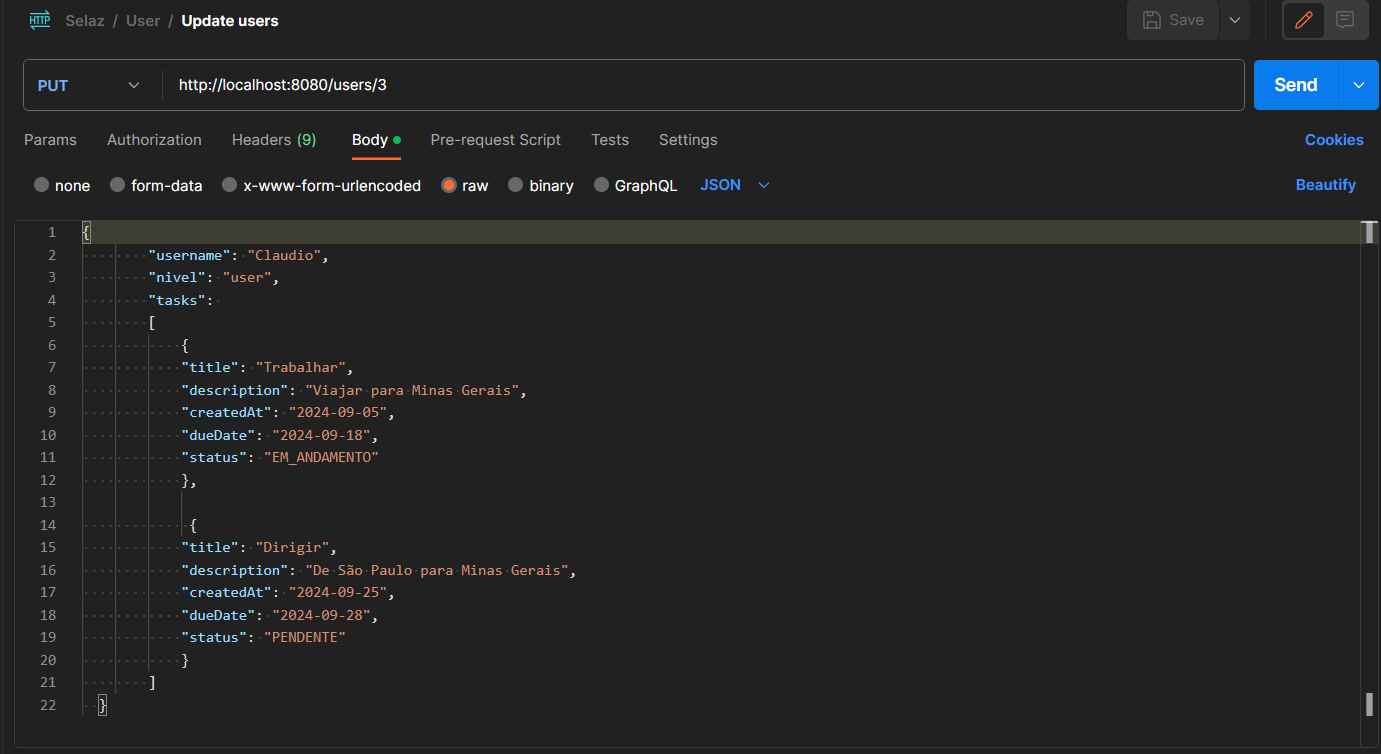 HTTP Selaz / User / Update users Save
PUT http://localhost:8080/users/3 Send
Params Authorization Headers (9) Body Pre-request Script Tests Settings Cookies
none form-data x-www-form-urlencoded raw binary GraphQL JSON Beautify
1 {
2 "username": "Claudio",
3 "nivel": "user",
4 "tasks":
5 [
6 {
7 "title": "Trabalhar",
8 "description": "Viajar para Minas Gerais",
9 "createdAt": "2024-09-05",
10 "dueDate": "2024-09-18",
11 "status": "EM_ANDAMENTO"
12 },
13
14 {
15 "title": "Dirigir",
16 "description": "De São Paulo para Minas Gerais",
17 "createdAt": "2024-09-25",
18 "dueDate": "2024-09-28",
19 "status": "PENDENTE"
20 }
21 ]
22 }